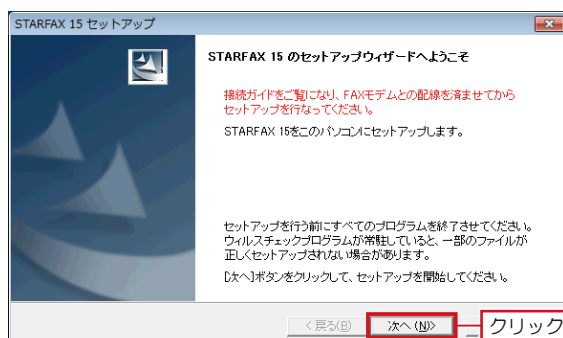 STARFAX 15 セットアップ
STARFAX 15 のセットアップウィザードへようこそ
接続ガイドをご覧になり、FAXモデムとの配線を済ませてから
セットアップを行なってください。
STARFAX 15をこのパソコンにセットアップします。
セットアップを行う前にすべてのプログラムを終了させてください。
ウィルスチェックプログラムが常駐していると、一部のファイルが
正しくセットアップされない場合があります。
[次へ]ボタンをクリックして、セットアップを開始してください。
< 戻る(B) 次へ (N)> クリック